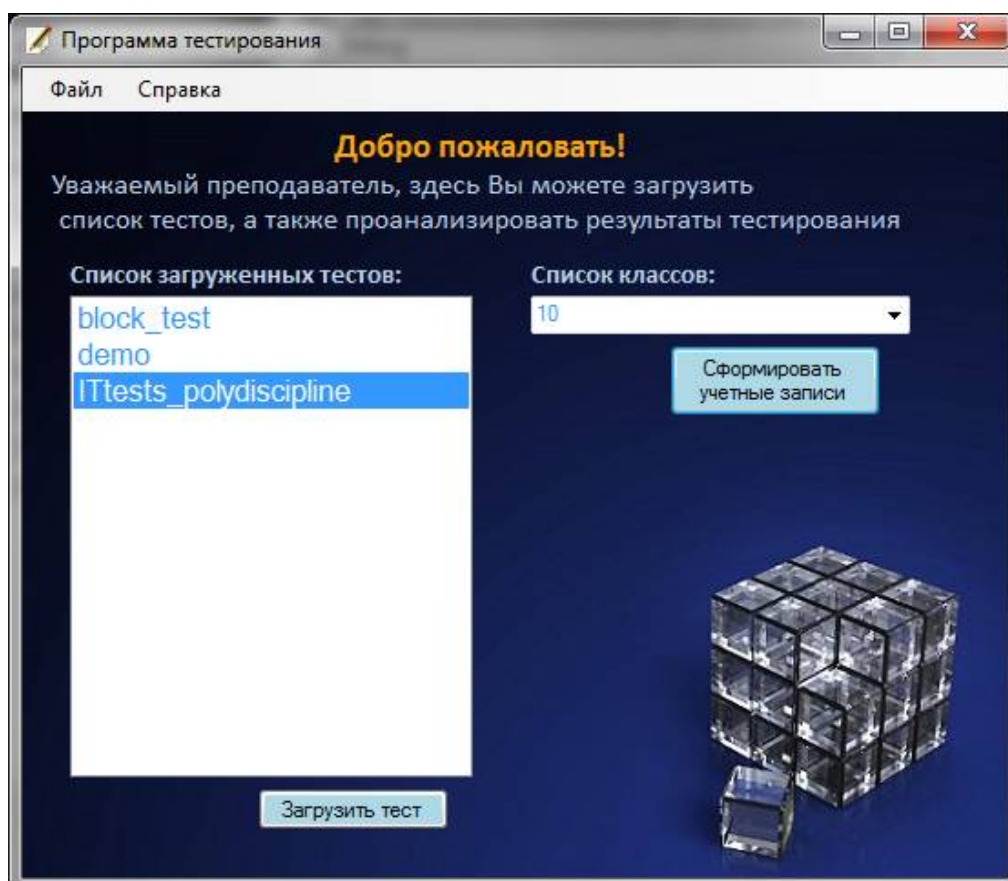 Программа тестирования
Файл Справка
Добро пожаловать!
Уважаемый преподаватель, здесь Вы можете загрузить
список тестов, а также проанализировать результаты тестирования
Список загруженных тестов:
block_test
demo
ITtests_polydiscipline
Загрузить тест
Список классов:
10
Сформировать
учетные записи